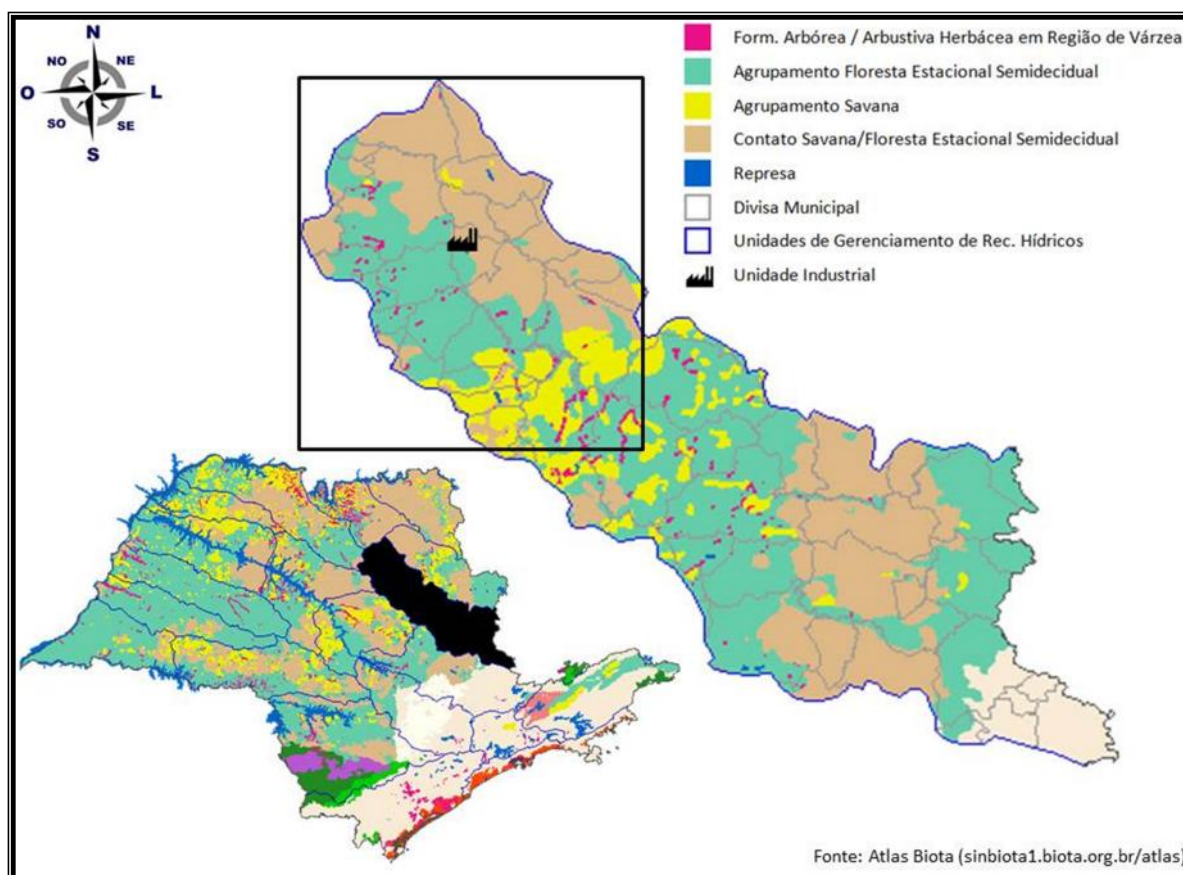 N
NO NE
O L
SO SE
S
Form. Arbórea / Arbustiva Herbácea em Região de Várzea
Agrupamento Floresta Estacional Semidecidual
Agrupamento Savana
Contato Savana/Floresta Estacional Semidecidual
Represa
Divisa Municipal
Unidades de Gerenciamento de Rec. Hídricos
Unidade Industrial
Fonte: Atlas Biota (sinbiota1.biota.org.br/atlas)